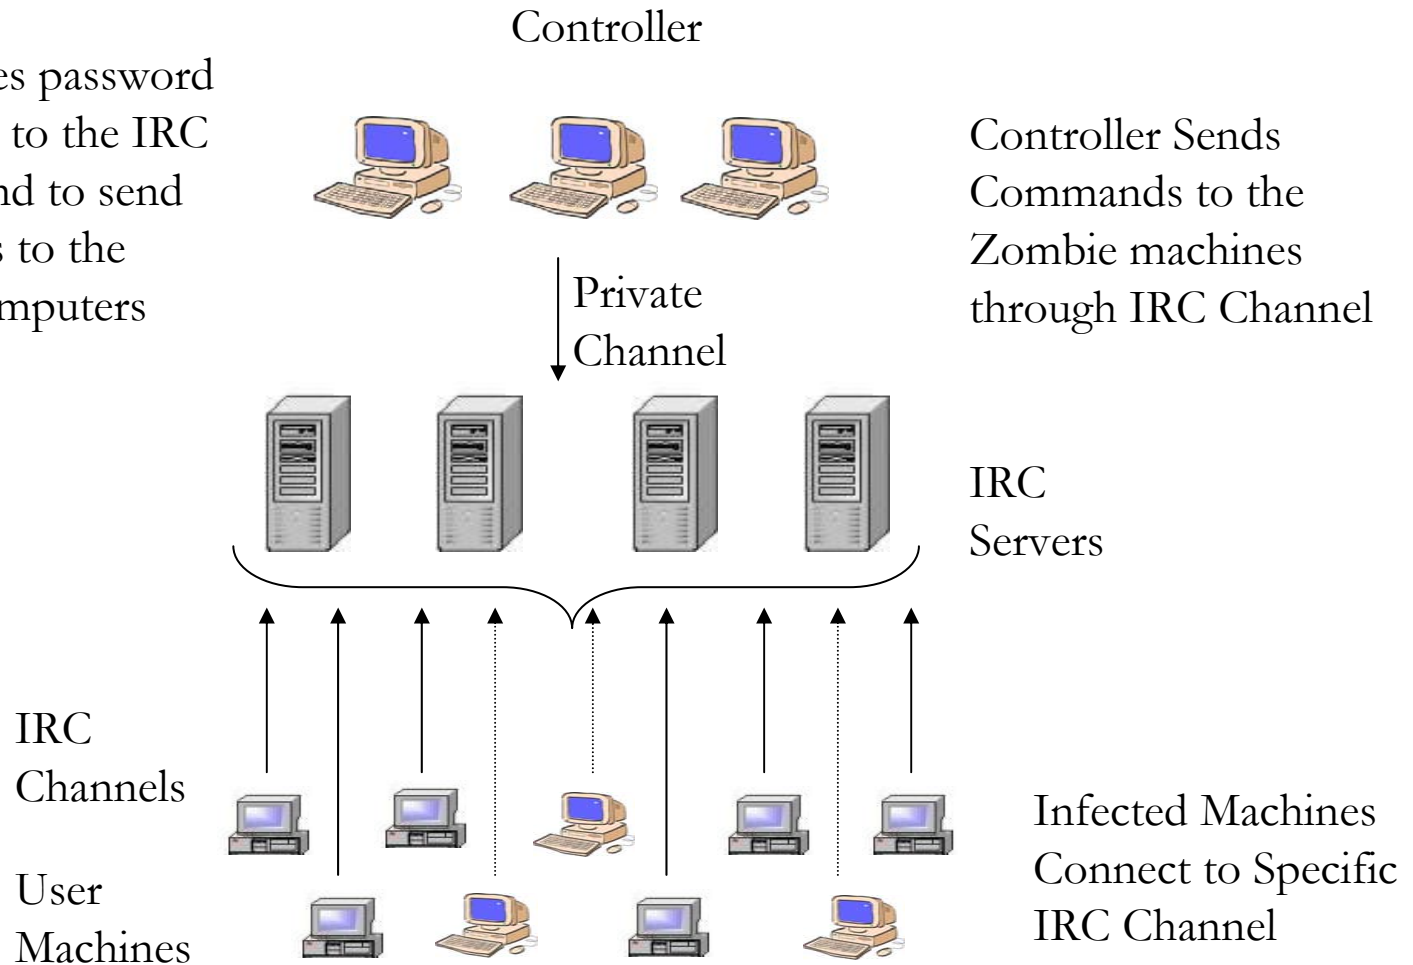 Controller
es password
to the IRC
nd to send
s to the
mputers
Controller Sends
Commands to the
Zombie machines
through IRC Channel
Private
Channel
IRC
Servers
IRC
Channels
User
Machines
Infected Machines
Connect to Specific
IRC Channel